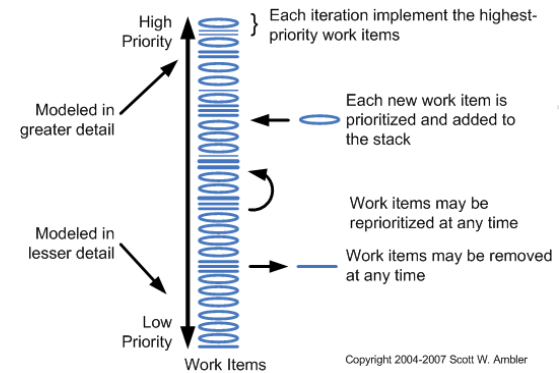 High
Priority
Each iteration implement the highest-
priority work items
Modeled in
greater detail
Each new work item is
prioritized and added to
the stack
Work items may be
reprioritized at any time
Modeled in
lesser detail
Work items may be removed
at any time
Low
Priority
Work Items
Copyright 2004-2007 Scott W. Ambler